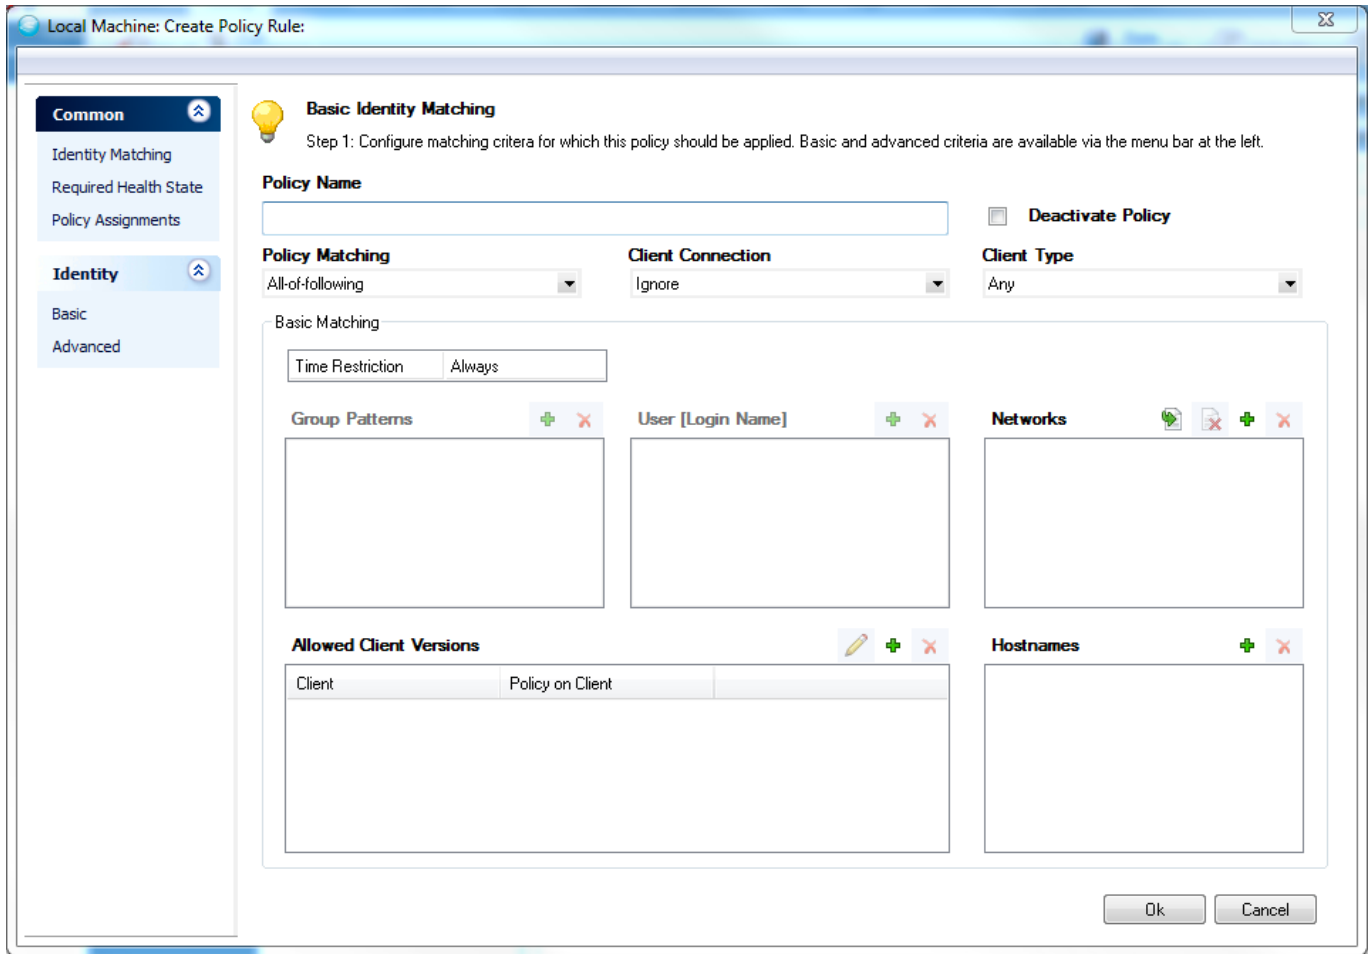 Local Machine: Create Policy Rule:
Common
Identity Matching
Required Health State
Policy Assignments
Identity
Basic
Advanced
Basic Identity Matching
Step 1: Configure matching critera for which this policy should be applied. Basic and advanced criteria are available via the menu bar at the left.
Policy Name
Deactivate Policy
Policy Matching Client Connection Client Type
All-of-following Ignore Any
Basic Matching
Time Restriction Always
Group Patterns User [Login Name] Networks
Allowed Client Versions Hostnames
Client Policy on Client
Ok Cancel